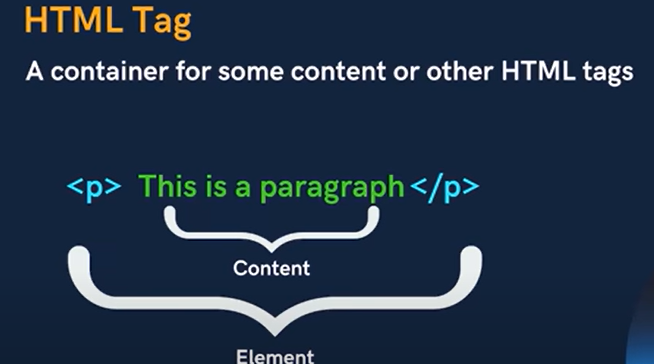 HTML Tag
A container for some content or other HTML tags
<p> This is a paragraph </p>
Content
Element